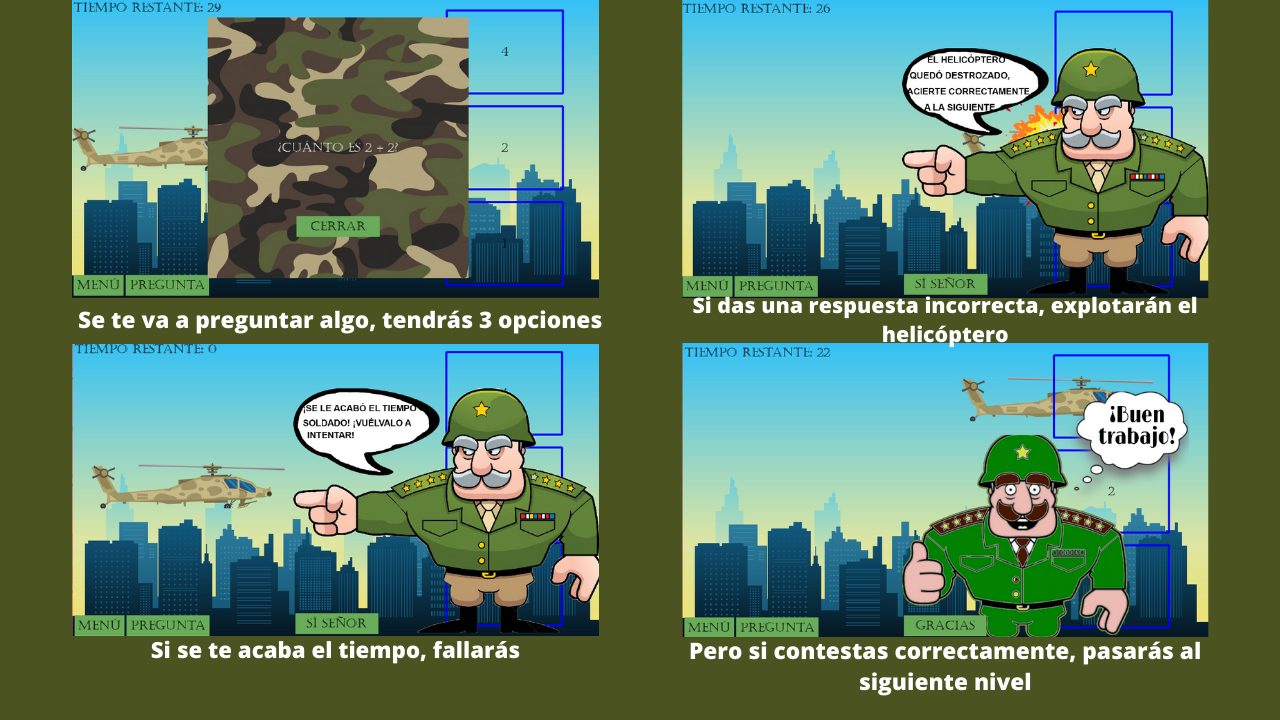 TIEMPO RESTANTE: 29
4
¿CUÁNTO ES 2 + 2?
2
CERRAR
1
MENÚ
PREGUNTA
Se te va a preguntar algo, tendrás 3 opciones
TIEMPO RESTANTE: 26
EL HELICÓPTERO
QUEDÓ DESTROZADO,
ACIERTE CORRECTAMENTE
A LA SIGUIENTE
MENÚ
PREGUNTA
SÍ SEÑOR
Si das una respuesta incorrecta, explotarán el
helicóptero
TIEMPO RESTANTE: 0
¡SE LE ACABÓ EL TIEMPO
SOLDADO! ¡VUÉLVALO A
INTENTAR!
MENÚ
PREGUNTA
SÍ SEÑOR
Si se te acaba el tiempo, fallarás
TIEMPO RESTANTE: 22
¡Buen
trabajo!
2
MENÚ
PREGUNTA
GRACIAS
Pero si contestas correctamente, pasarás al
siguiente nivel